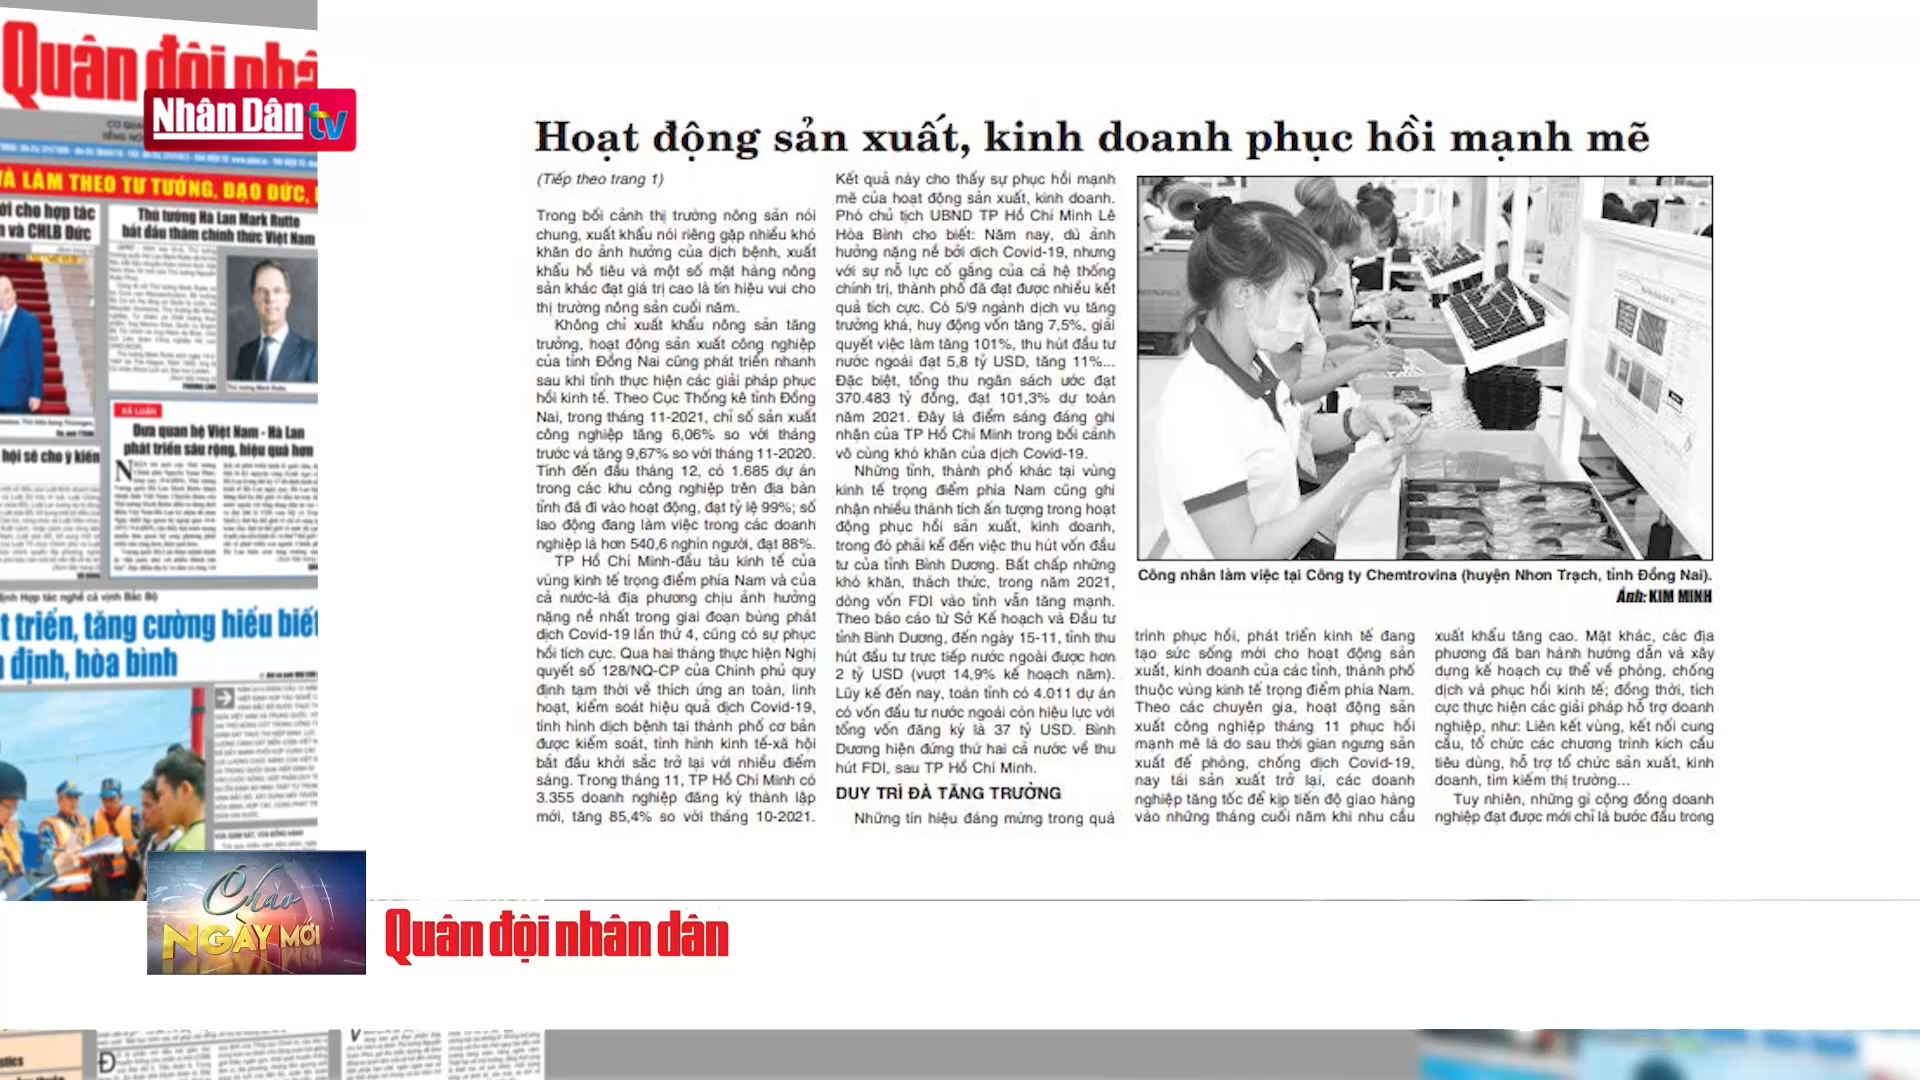 Quân đội nhâ
Nhân Dân tv
VÀ LÀM THEO TƯ TƯỞNG, ĐẠO ĐỨC,
ới cho hợp tác
và CHLB Đức
Thủ tướng Hà Lan Mark Rutte
bắt đầu thăm chính thức Việt Nam
Thủ tướng Mark Rutte
XÃ LUẬN
Đưa quan hệ Việt Nam - Hà Lan
phát triển sâu rộng, hiệu quả hơn
hội sẽ cho ý kiến
định Hợp tác nghề cá vịnh Bắc Bộ
t triển, tăng cường hiểu biết
định, hòa bình
Hoạt động sản xuất, kinh doanh phục hồi mạnh mẽ
(Tiếp theo trang 1)
Trong bối cảnh thị trường nông sản nói
chung, xuất khẩu nói riêng gặp nhiều khó
khăn do ảnh hưởng của dịch bệnh, xuất
khẩu hồ tiêu và một số mặt hàng nông
sản khác đạt giá trị cao là tín hiệu vui cho
thị trường nông sản cuối năm.
Không chỉ xuất khẩu nông sản tăng
trưởng, hoạt động sản xuất công nghiệp
của tỉnh Đồng Nai cũng phát triển nhanh
sau khi tỉnh thực hiện các giải pháp phục
hồi kinh tế. Theo Cục Thống kê tỉnh Đồng
Nai, trong tháng 11-2021, chỉ số sản xuất
công nghiệp tăng 6,06% so với tháng
trước và tăng 9,67% so với tháng 11-2020.
Tính đến đầu tháng 12, có 1.685 dự án
trong các khu công nghiệp trên địa bàn
tỉnh đã đi vào hoạt động, đạt tỷ lệ 99%; số
lao động đang làm việc trong các doanh
nghiệp là hơn 540,6 nghìn người, đạt 88%.
TP Hồ Chí Minh-đầu tàu kinh tế của
vùng kinh tế trọng điểm phía Nam và của
cả nước-là địa phương chịu ảnh hưởng
nặng nề nhất trong giai đoạn bùng phát
dịch Covid-19 lần thứ 4, cũng có sự phục
hồi tích cực. Qua hai tháng thực hiện Nghị
quyết số 128/NQ-CP của Chính phủ quy
định tạm thời về thích ứng an toàn, linh
hoạt, kiểm soát hiệu quả dịch Covid-19,
tình hình dịch bệnh tại thành phố cơ bản
được kiểm soát, tình hình kinh tế-xã hội
bắt đầu khởi sắc trở lại với nhiều điểm
sáng. Trong tháng 11, TP Hồ Chí Minh có
3.355 doanh nghiệp đăng ký thành lập
mới, tăng 85,4% so với tháng 10-2021.
Kết quả này cho thấy sự phục hồi mạnh
mẽ của hoạt động sản xuất, kinh doanh.
Phó chủ tịch UBND TP Hồ Chí Minh Lê
Hòa Bình cho biết: Năm nay, dù ảnh
hưởng nặng nề bởi dịch Covid-19, nhưng
với sự nỗ lực cố gắng của cả hệ thống
chính trị, thành phố đã đạt được nhiều kết
quả tích cực. Có 5/9 ngành dịch vụ tăng
trưởng khá, huy động vốn tăng 7,5%, giải
quyết việc làm tăng 101%, thu hút đầu tư
nước ngoài đạt 5,8 tỷ USD, tăng 11%...
Đặc biệt, tổng thu ngân sách ước đạt
370.483 tỷ đồng, đạt 101,3% dự toán
năm 2021. Đây là điểm sáng đáng ghi
nhận của TP Hồ Chí Minh trong bối cảnh
vô cùng khó khăn của dịch Covid-19.
Những tỉnh, thành phố khác tại vùng
kinh tế trọng điểm phía Nam cũng ghi
nhận nhiều thành tích ấn tượng trong hoạt
động phục hồi sản xuất, kinh doanh,
trong đó phải kể đến việc thu hút vốn đầu
tư của tỉnh Bình Dương. Bất chấp những
khó khăn, thách thức, trong năm 2021,
dòng vốn FDI vào tỉnh vẫn tăng mạnh.
Theo báo cáo từ Sở Kế hoạch và Đầu tư
tỉnh Bình Dương, đến ngày 15-11, tỉnh thu
hút đầu tư trực tiếp nước ngoài được hơn
2 tỷ USD (vượt 14,9% kế hoạch năm).
Lũy kế đến nay, toàn tỉnh có 4.011 dự án
có vốn đầu tư nước ngoài còn hiệu lực với
tổng vốn đăng ký là 37 tỷ USD. Bình
Dương hiện đứng thứ hai cả nước về thu
hút FDI, sau TP Hồ Chí Minh.
DUY TRÌ ĐÀ TĂNG TRƯỞNG
Những tín hiệu đáng mừng trong quá
Công nhân làm việc tại Công ty Chemtrovina (huyện Nhơn Trạch, tỉnh Đồng Nai).
Ảnh: KIM MINH
trình phục hồi, phát triển kinh tế đang
tạo sức sống mới cho hoạt động sản
xuất, kinh doanh của các tỉnh, thành phố
thuộc vùng kinh tế trọng điểm phía Nam.
Theo các chuyên gia, hoạt động sản
xuất công nghiệp tháng 11 phục hồi
mạnh mẽ là do sau thời gian ngưng sản
xuất để phòng, chống dịch Covid-19,
nay tái sản xuất trở lại, các doanh
nghiệp tăng tốc để kịp tiến độ giao hàng
vào những tháng cuối năm khi nhu cầu
xuất khẩu tăng cao. Mặt khác, các địa
phương đã ban hành hướng dẫn và xây
dựng kế hoạch cụ thể về phòng, chống
dịch và phục hồi kinh tế; đồng thời, tích
cực thực hiện các giải pháp hỗ trợ doanh
nghiệp, như: Liên kết vùng, kết nối cung
cầu, tổ chức các chương trình kích cầu
tiêu dùng, hỗ trợ tổ chức sản xuất, kinh
doanh, tìm kiếm thị trường...
Tuy nhiên, những gì cộng đồng doanh
nghiệp đạt được mới chỉ là bước đầu trong
Chào
NGÀY MỚI
Quân đội nhân dân